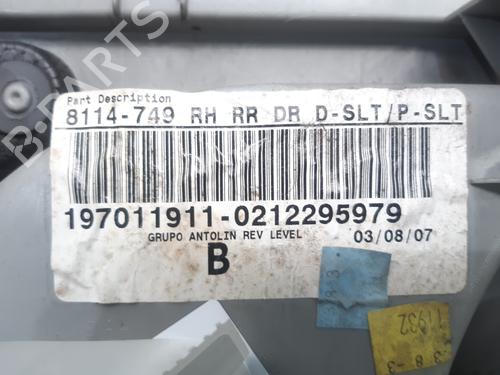 B-PARTS
Part Description
8114-749 RH RR DR D-SLT/P-SLT
197011911-0212295979
GRUPO ANTOLIN REV LEVEL
03/08/07
B
11932